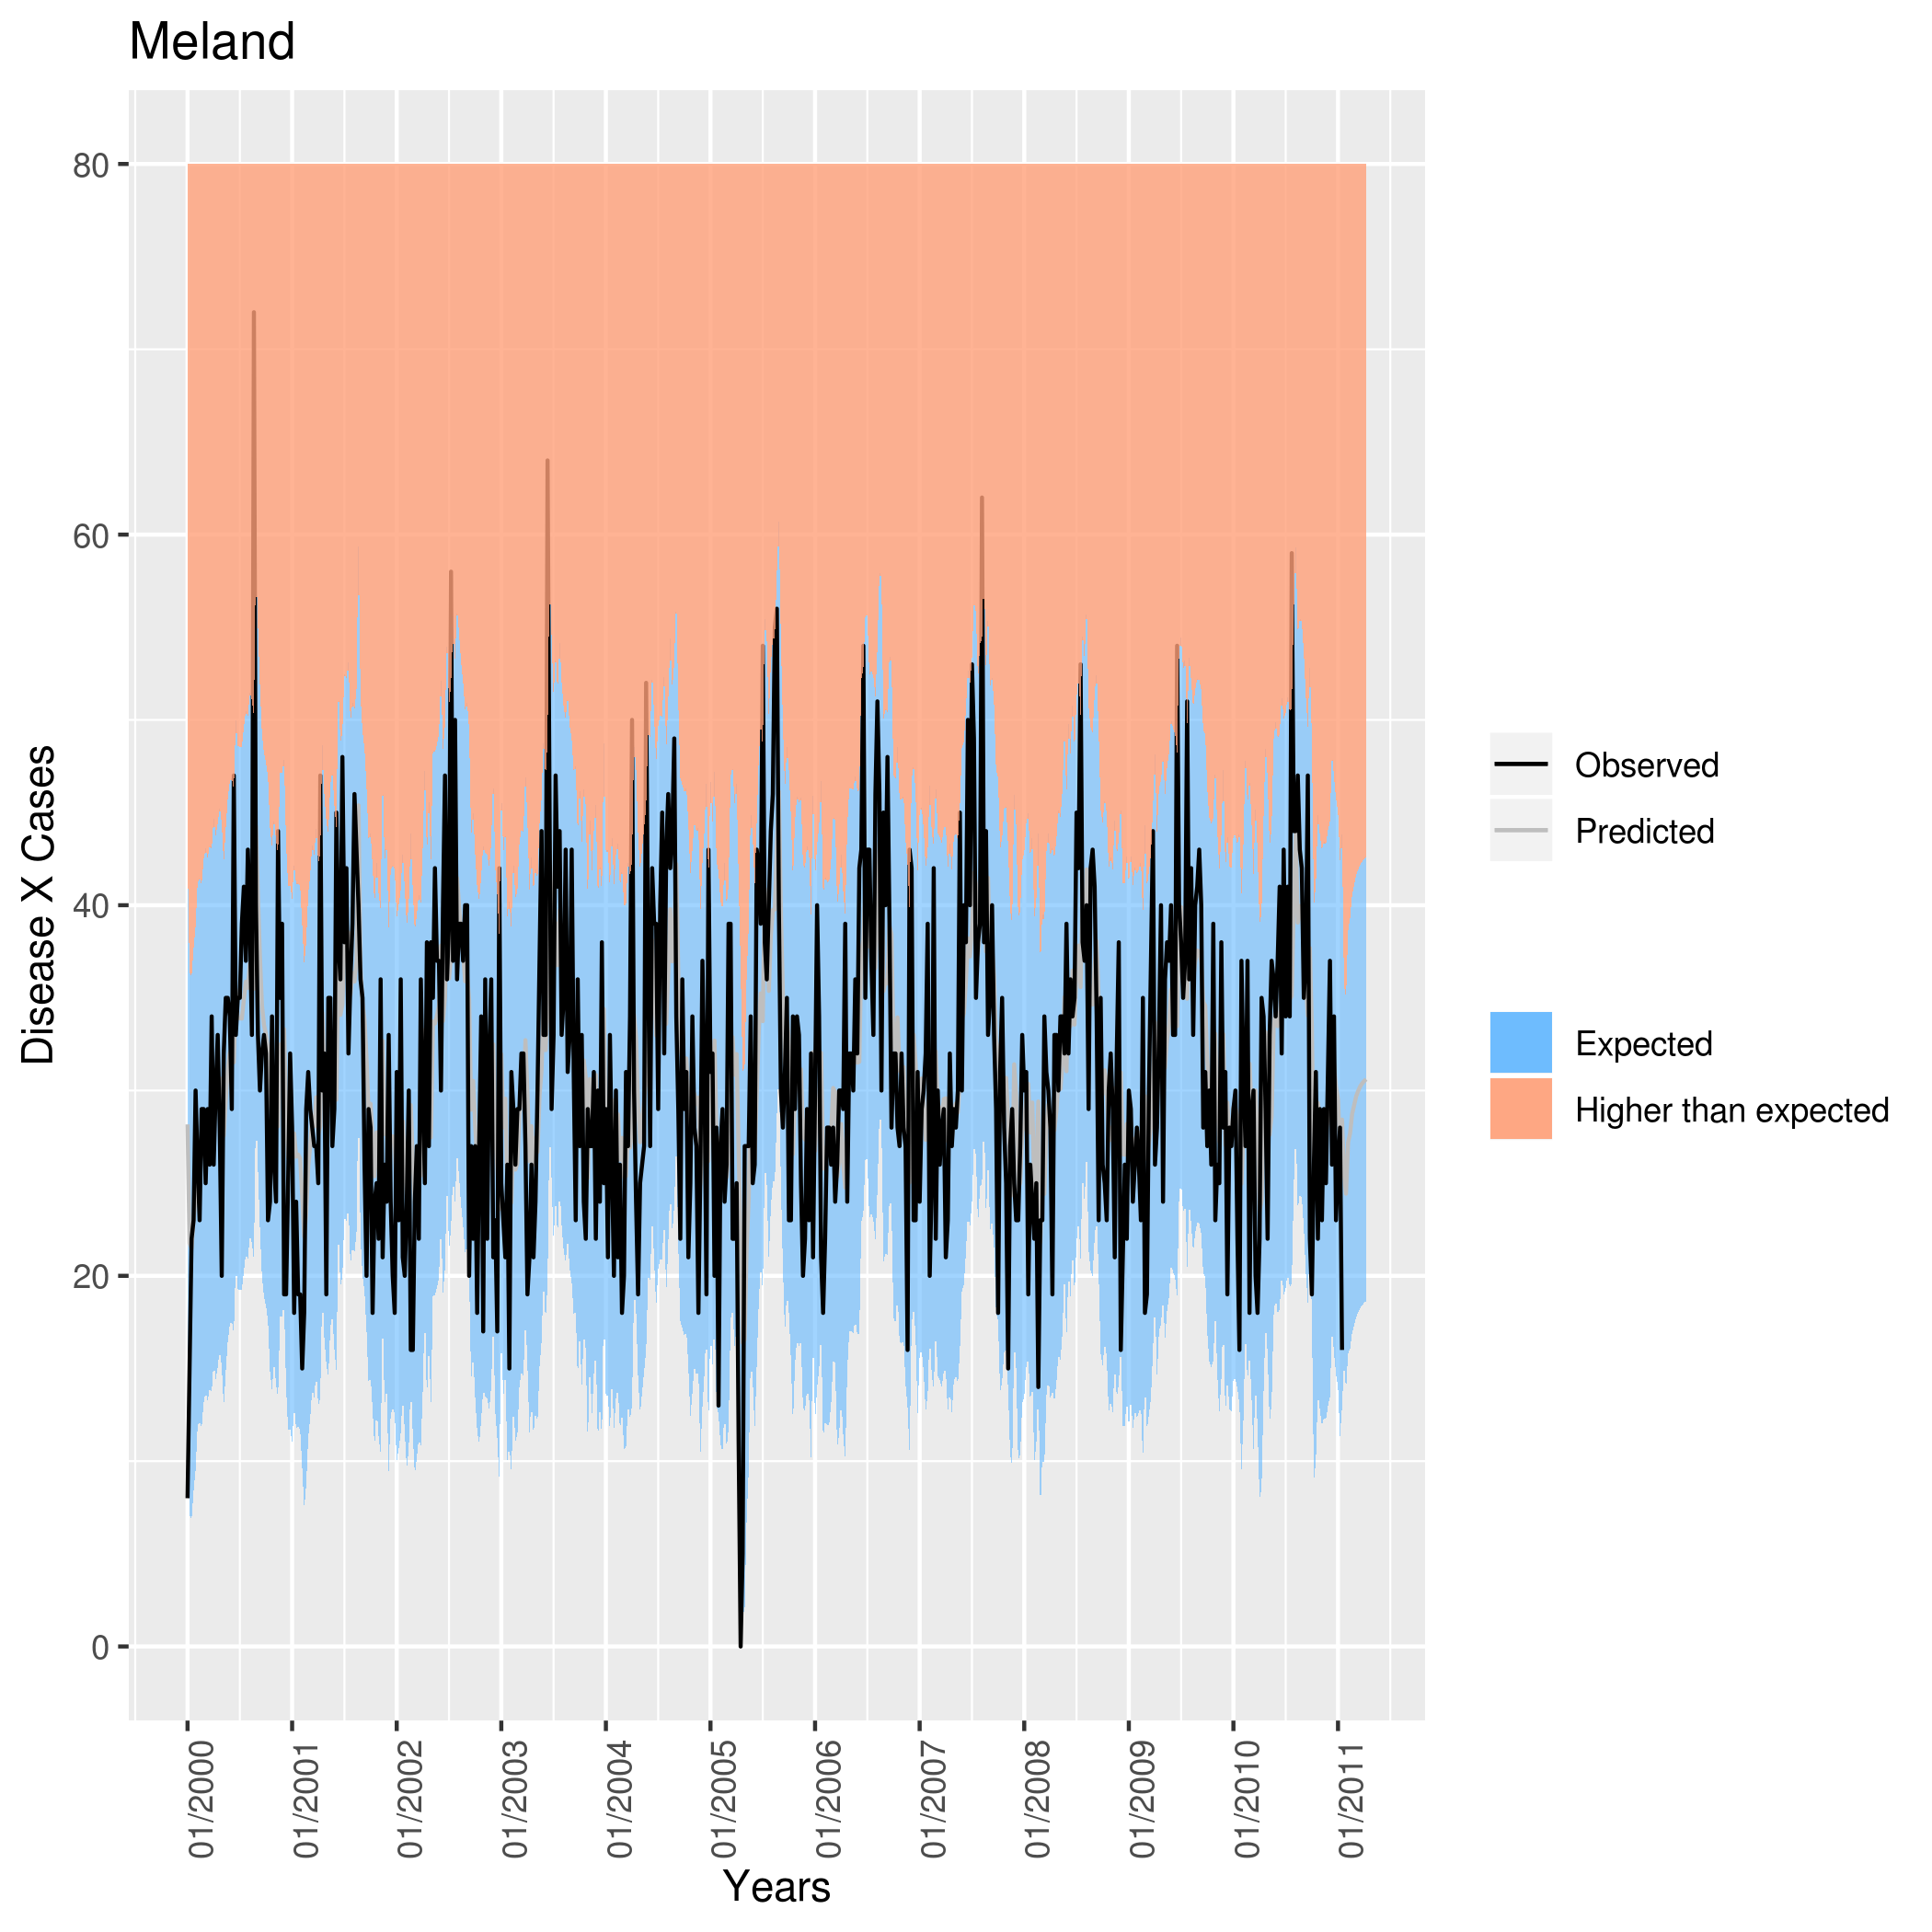 Meland
Disease X Cases
80
60
40
20
0
01/2000
01/2001
01/2002
01/2003
01/2004
01/2005
01/2006
01/2007
01/2008
01/2009
01/2010
01/2011
Years
Observed
Predicted
Expected
Higher than expected